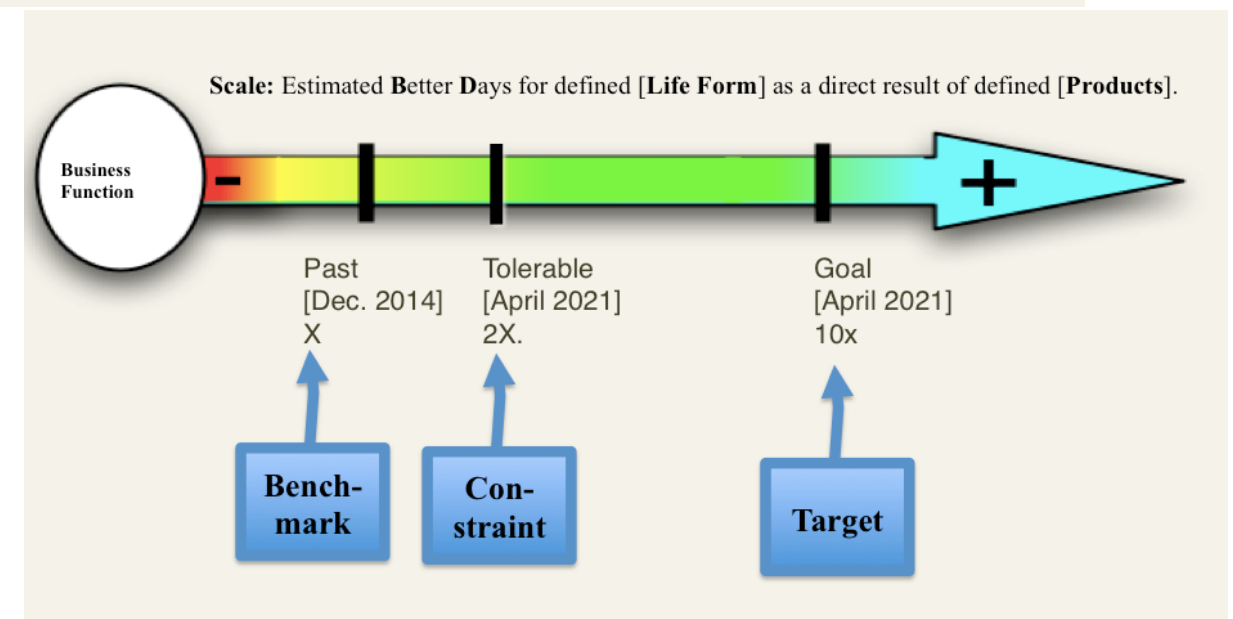 Scale: Estimated Better Days for defined [Life Form] as a direct result of defined [Products].
Business
Function
-
+
Past
[Dec. 2014]
X
Tolerable
[April 2021]
2X.
Goal
[April 2021]
10x
Bench-
mark
Con-
straint
Target